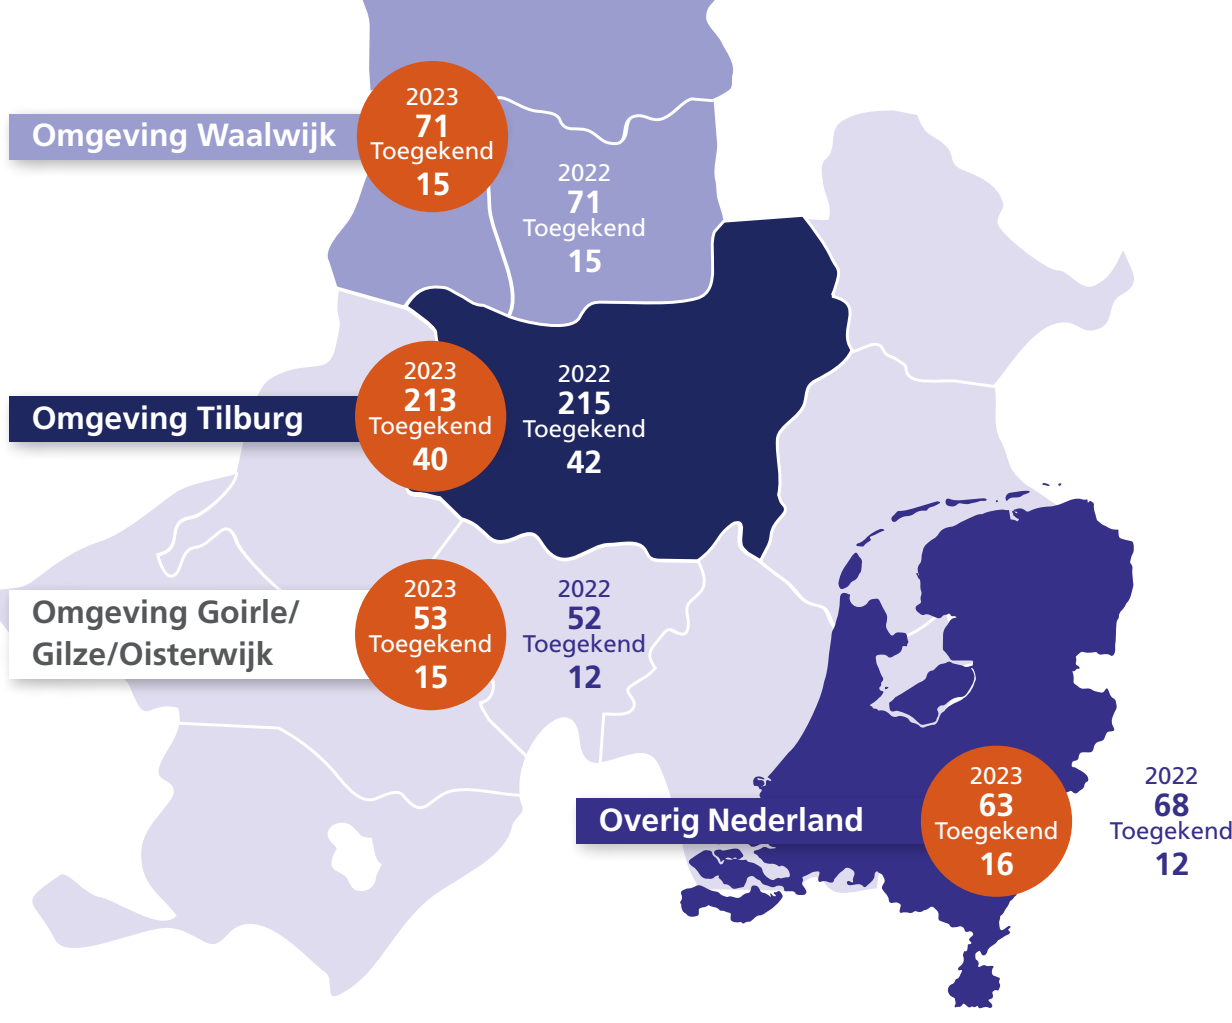 Omgeving Waalwijk
2023
71
Toegekend
15
2022
71
Toegekend
15
Omgeving Tilburg
2023
213
Toegekend
40
2022
215
Toegekend
42
Omgeving Goirle/
Gilze/Oisterwijk
2023
53
Toegekend
15
2022
52
Toegekend
12
Overig Nederland
2023
63
Toegekend
16
2022
68
Toegekend
12